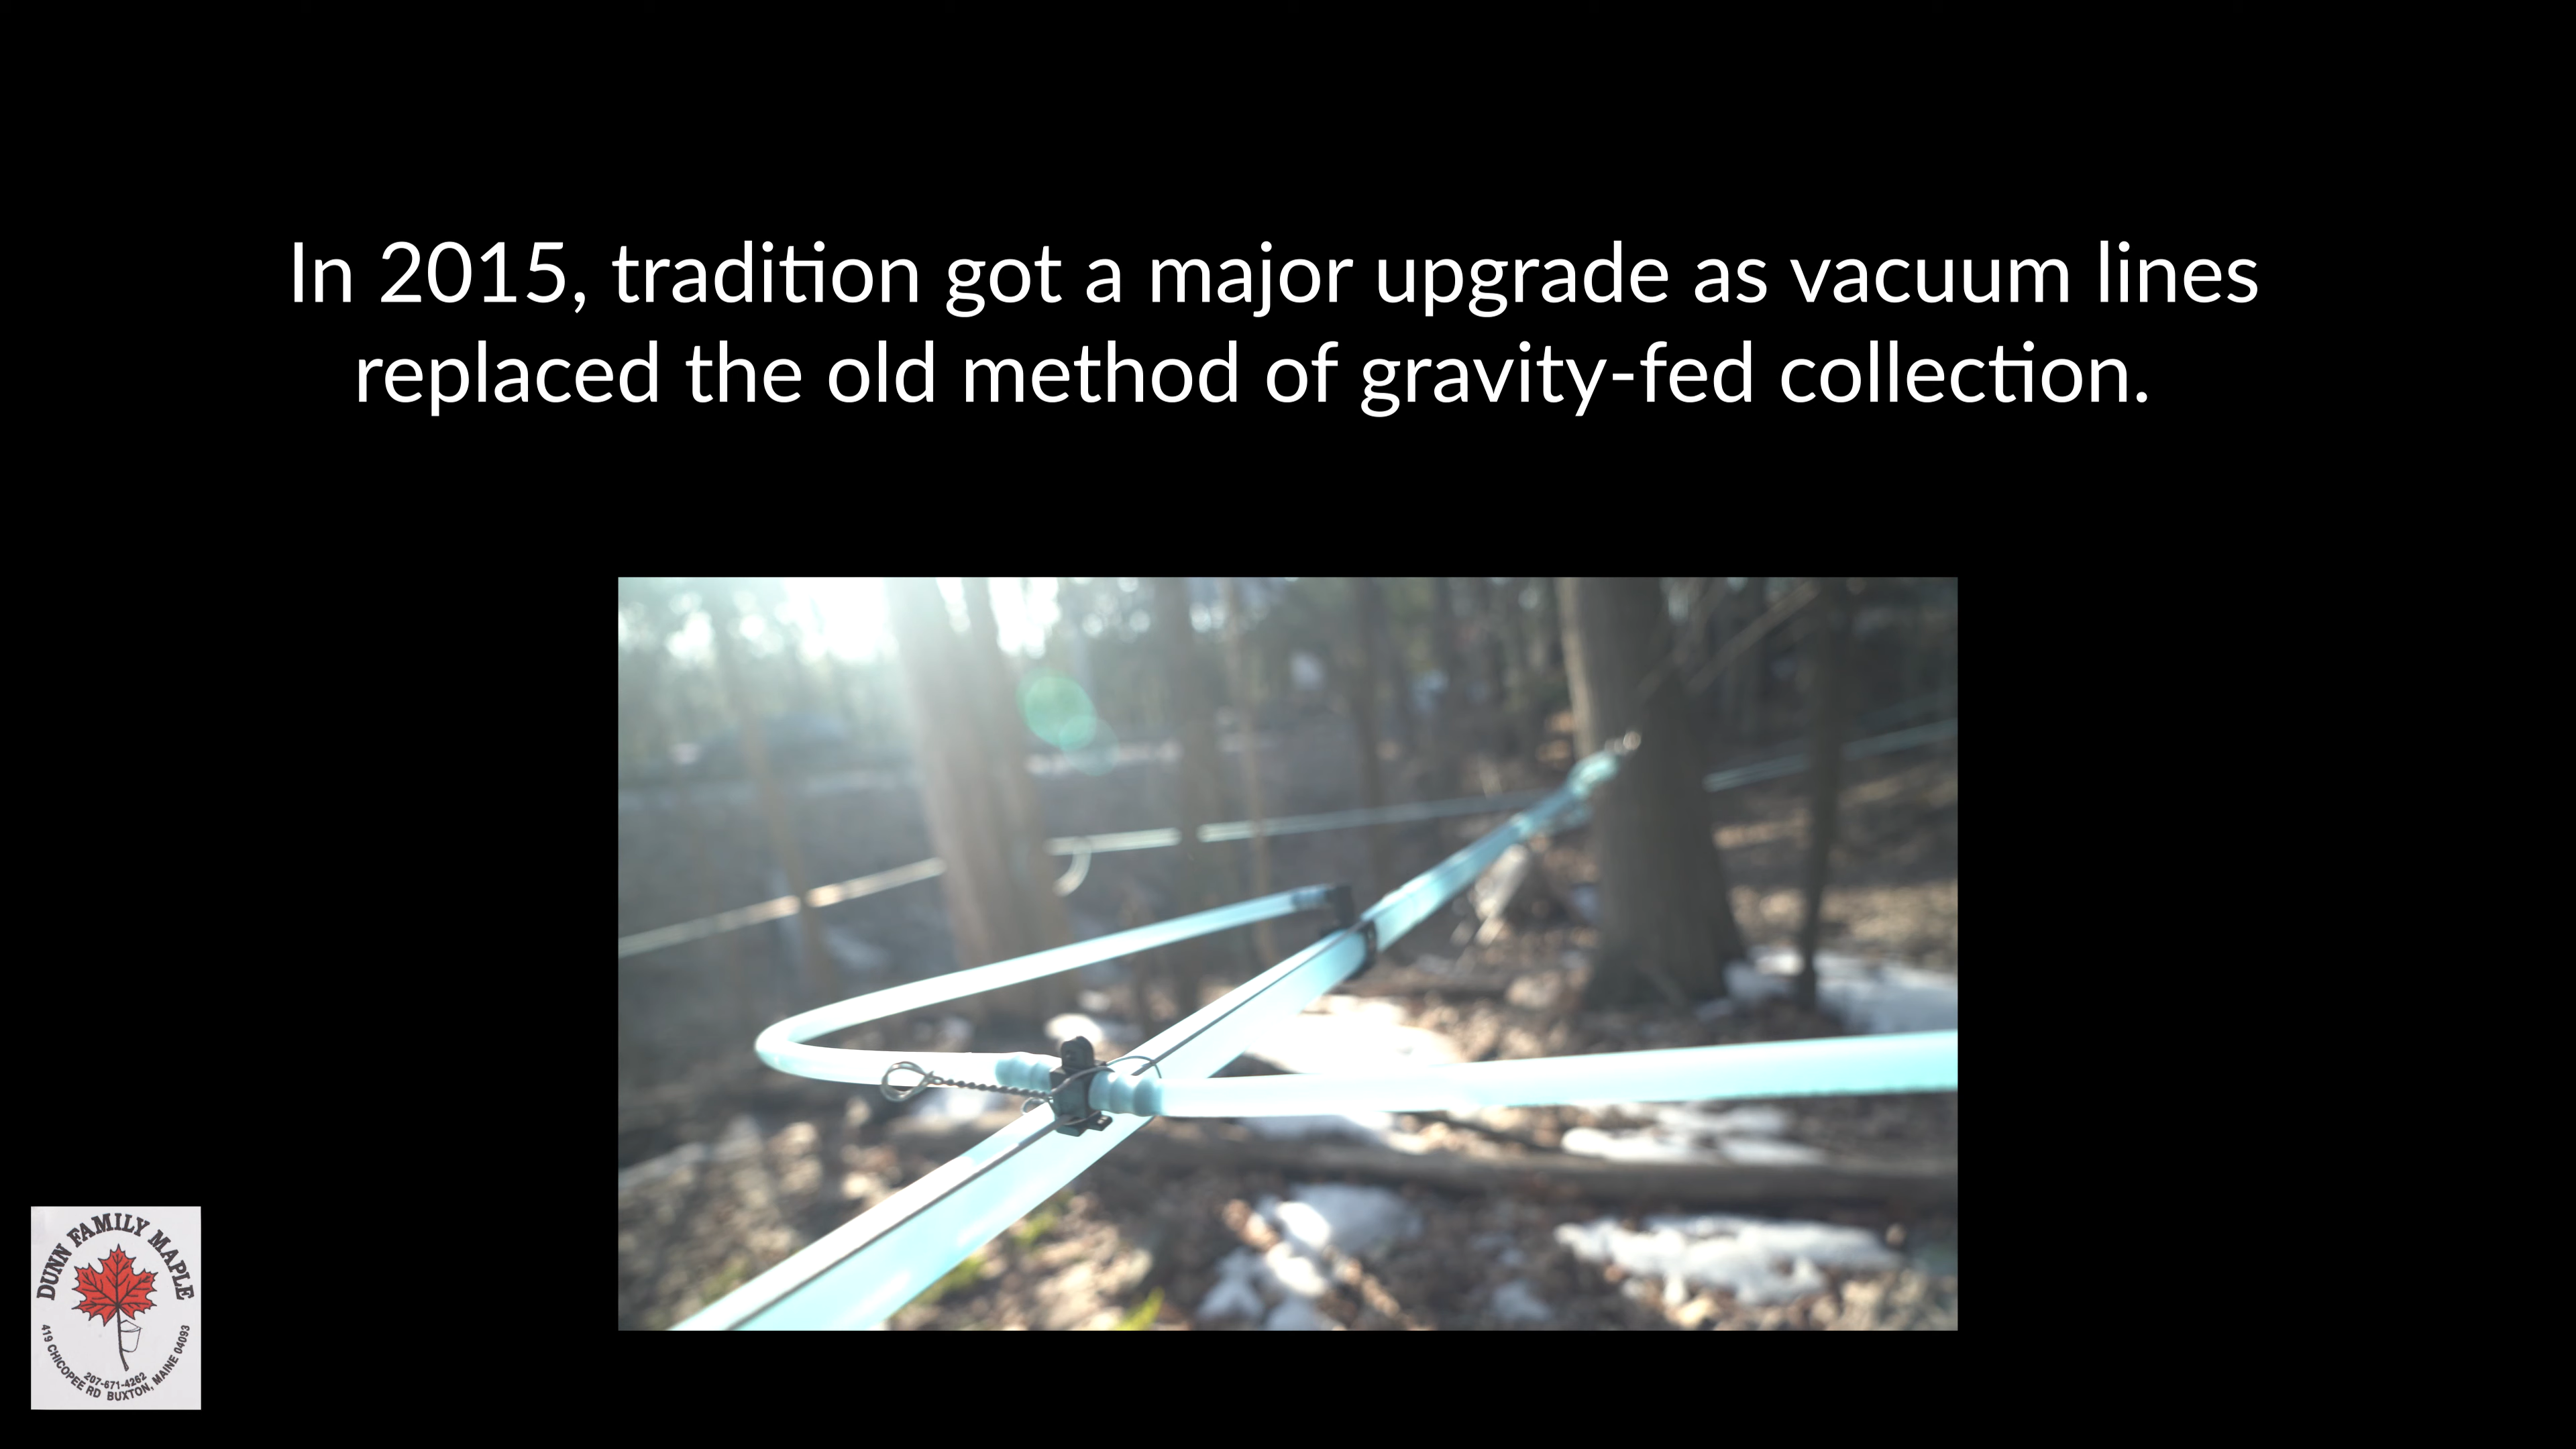 In 2015, tradition got a major upgrade as vacuum lines
replaced the old method of gravity-fed collection.
DUNN FAMILY MAPLE
207-671-4262
419 CHICOPEE RD BUXTON, MAINE 04093